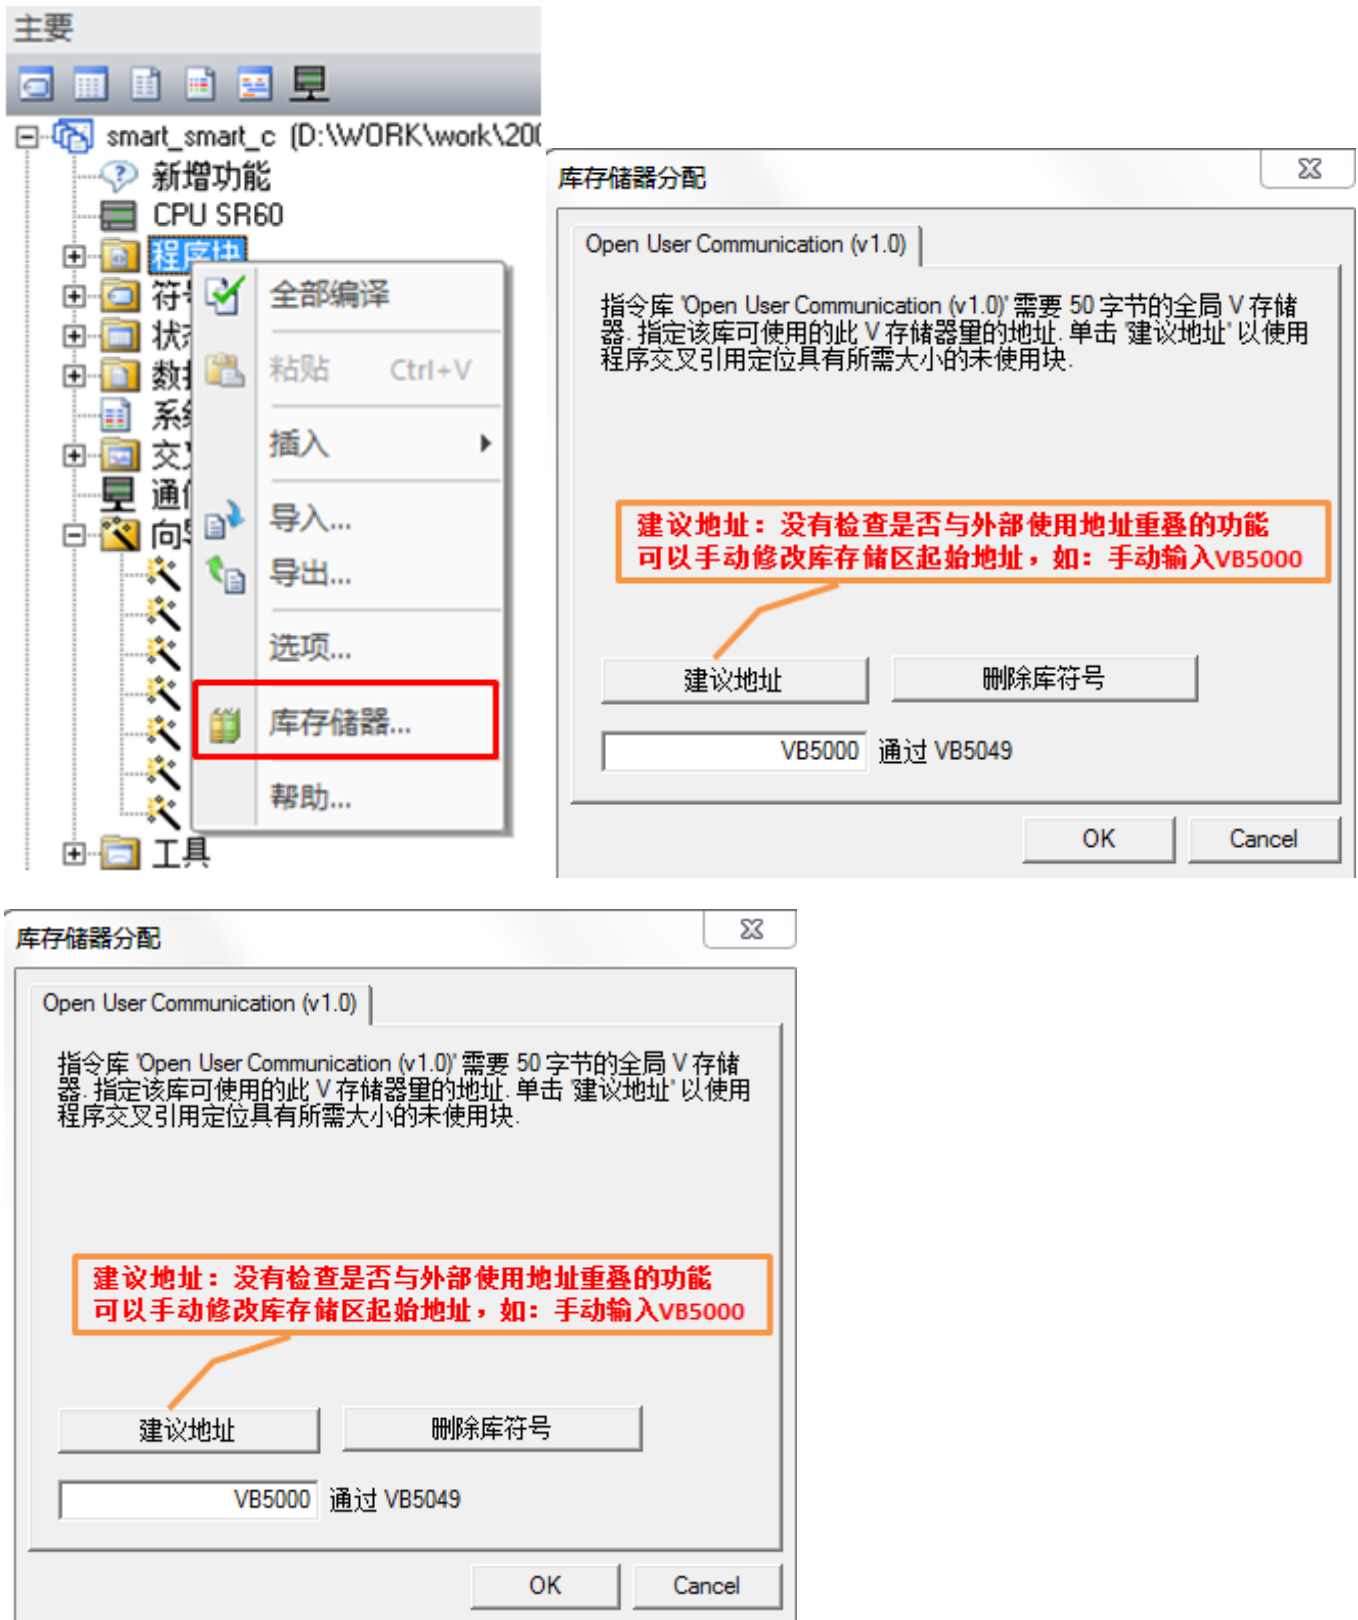 主要
smart_smart_c (D:\WORK\work\200
新增功能
CPU SR60
程序块
符号
状态
数据
系统
交叉
通信
向导
工具
全部编译
粘贴 Ctrl+V
插入
导入...
导出...
选项...
库存储器...
帮助...
库存储器分配
Open User Communication (v1.0)
指令库 'Open User Communication (v1.0)' 需要 50 字节的全局 V 存储
器. 指定该库可使用的此 V 存储器里的地址. 单击 '建议地址' 以使用
程序交叉引用定位具有所需大小的未使用块.
建议地址：没有检查是否与外部使用地址重叠的功能
可以手动修改库存储区起始地址，如：手动输入VB5000
建议地址 删除库符号
VB5000 通过 VB5049
OK Cancel
库存储器分配
Open User Communication (v1.0)
指令库 'Open User Communication (v1.0)' 需要 50 字节的全局 V 存储
器. 指定该库可使用的此 V 存储器里的地址. 单击 '建议地址' 以使用
程序交叉引用定位具有所需大小的未使用块.
建议地址：没有检查是否与外部使用地址重叠的功能
可以手动修改库存储区起始地址，如：手动输入VB5000
建议地址 删除库符号
VB5000 通过 VB5049
OK Cancel